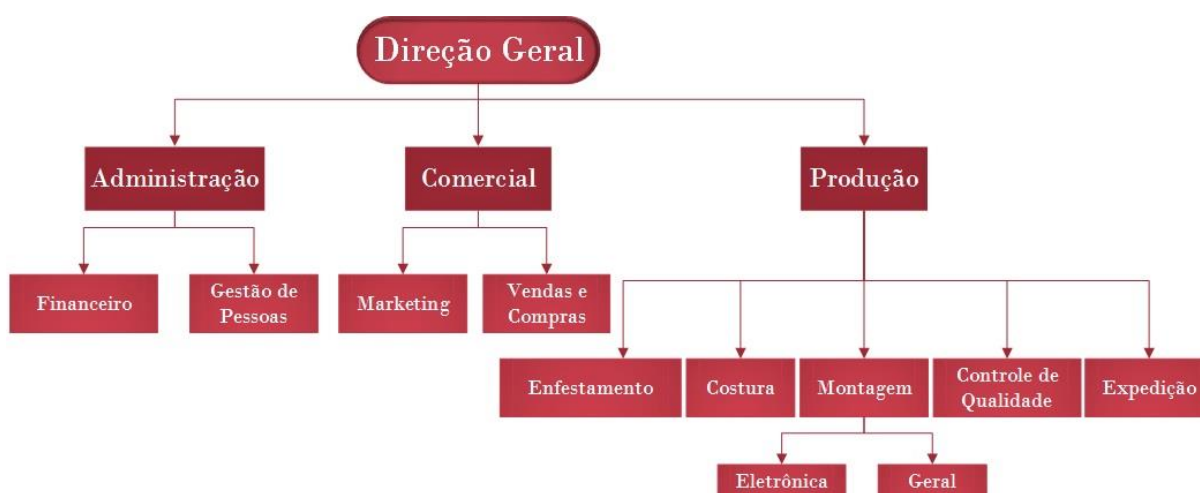 Direção Geral
Administração
Comercial
Produção
Financeiro
Gestão de
Pessoas
Marketing
Vendas e
Compras
Enfestamento
Costura
Montagem
Controle de
Qualidade
Expedição
Eletrônica
Geral